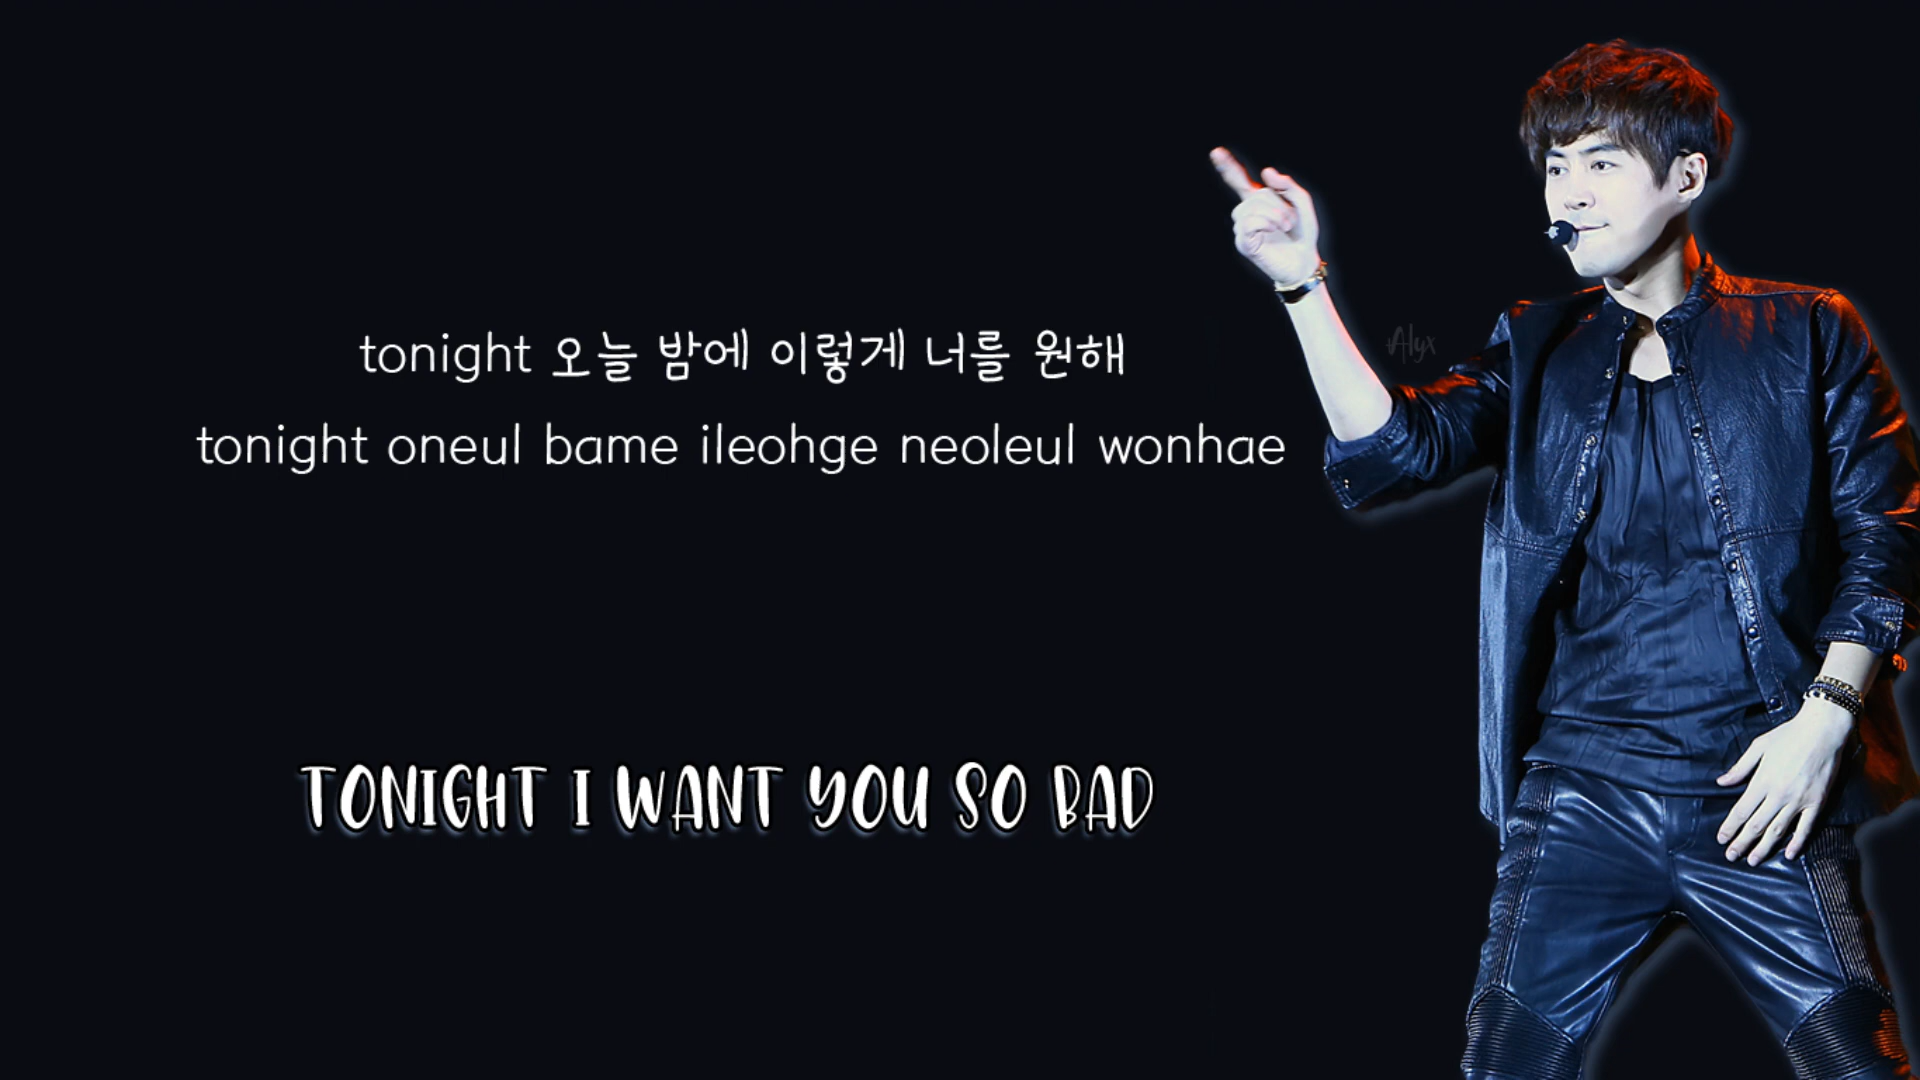 tonight 오늘 밤에 이렇게 너를 원해
tonight oneul bame ileohge neoleul wonhae
Alyx
TONIGHT I WANT YOU SO BAD